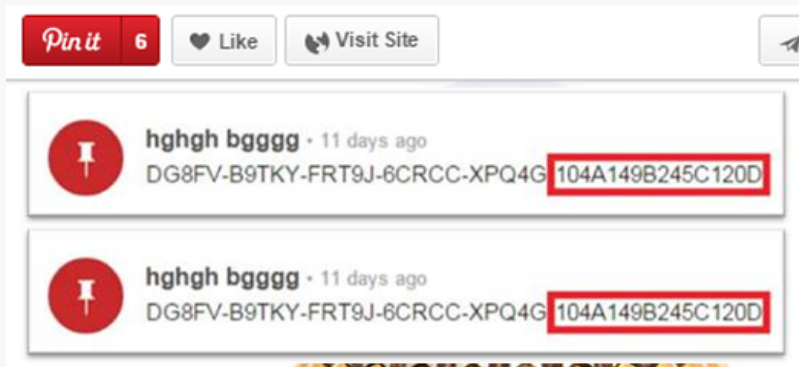 Pin it 6 Like Visit Site
hghgh bgggg · 11 days ago
DG8FV-B9TKY-FRT9J-6CRCC-XPQ4G 104A149B245C120D
hghgh bgggg · 11 days ago
DG8FV-B9TKY-FRT9J-6CRCC-XPQ4G 104A149B245C120D